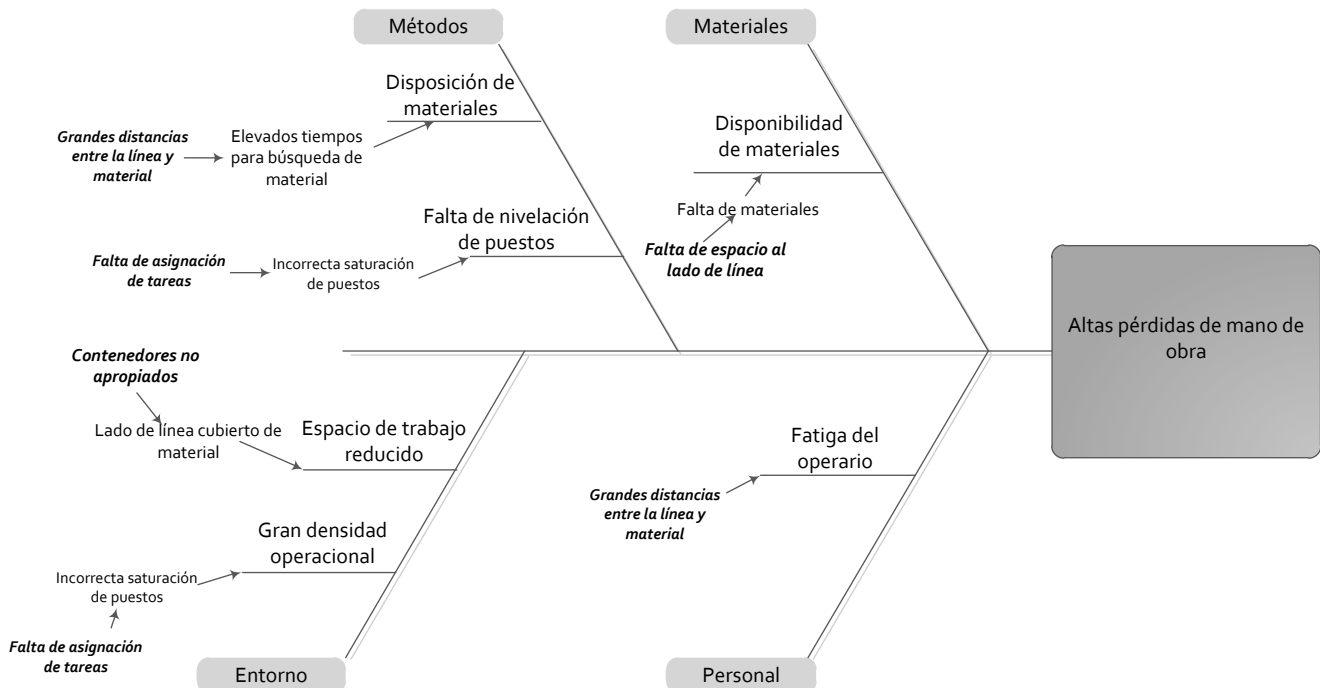 Métodos
Materiales
Disposición de
materiales
Grandes distancias
entre la línea y
material
Elevados tiempos
para búsqueda de
material
Disponibilidad
de materiales
Falta de materiales
Falta de espacio al
lado de línea
Falta de nivelación
de puestos
Falta de asignación
de tareas
Incorrecta saturación
de puestos
Altas pérdidas de mano de
obra
Contenedores no
apropiados
Lado de línea cubierto de
material
Espacio de trabajo
reducido
Fatiga del
operario
Grandes distancias
entre la línea y
material
Gran densidad
operacional
Incorrecta saturación
de puestos
Falta de asignación
de tareas
Entorno
Personal